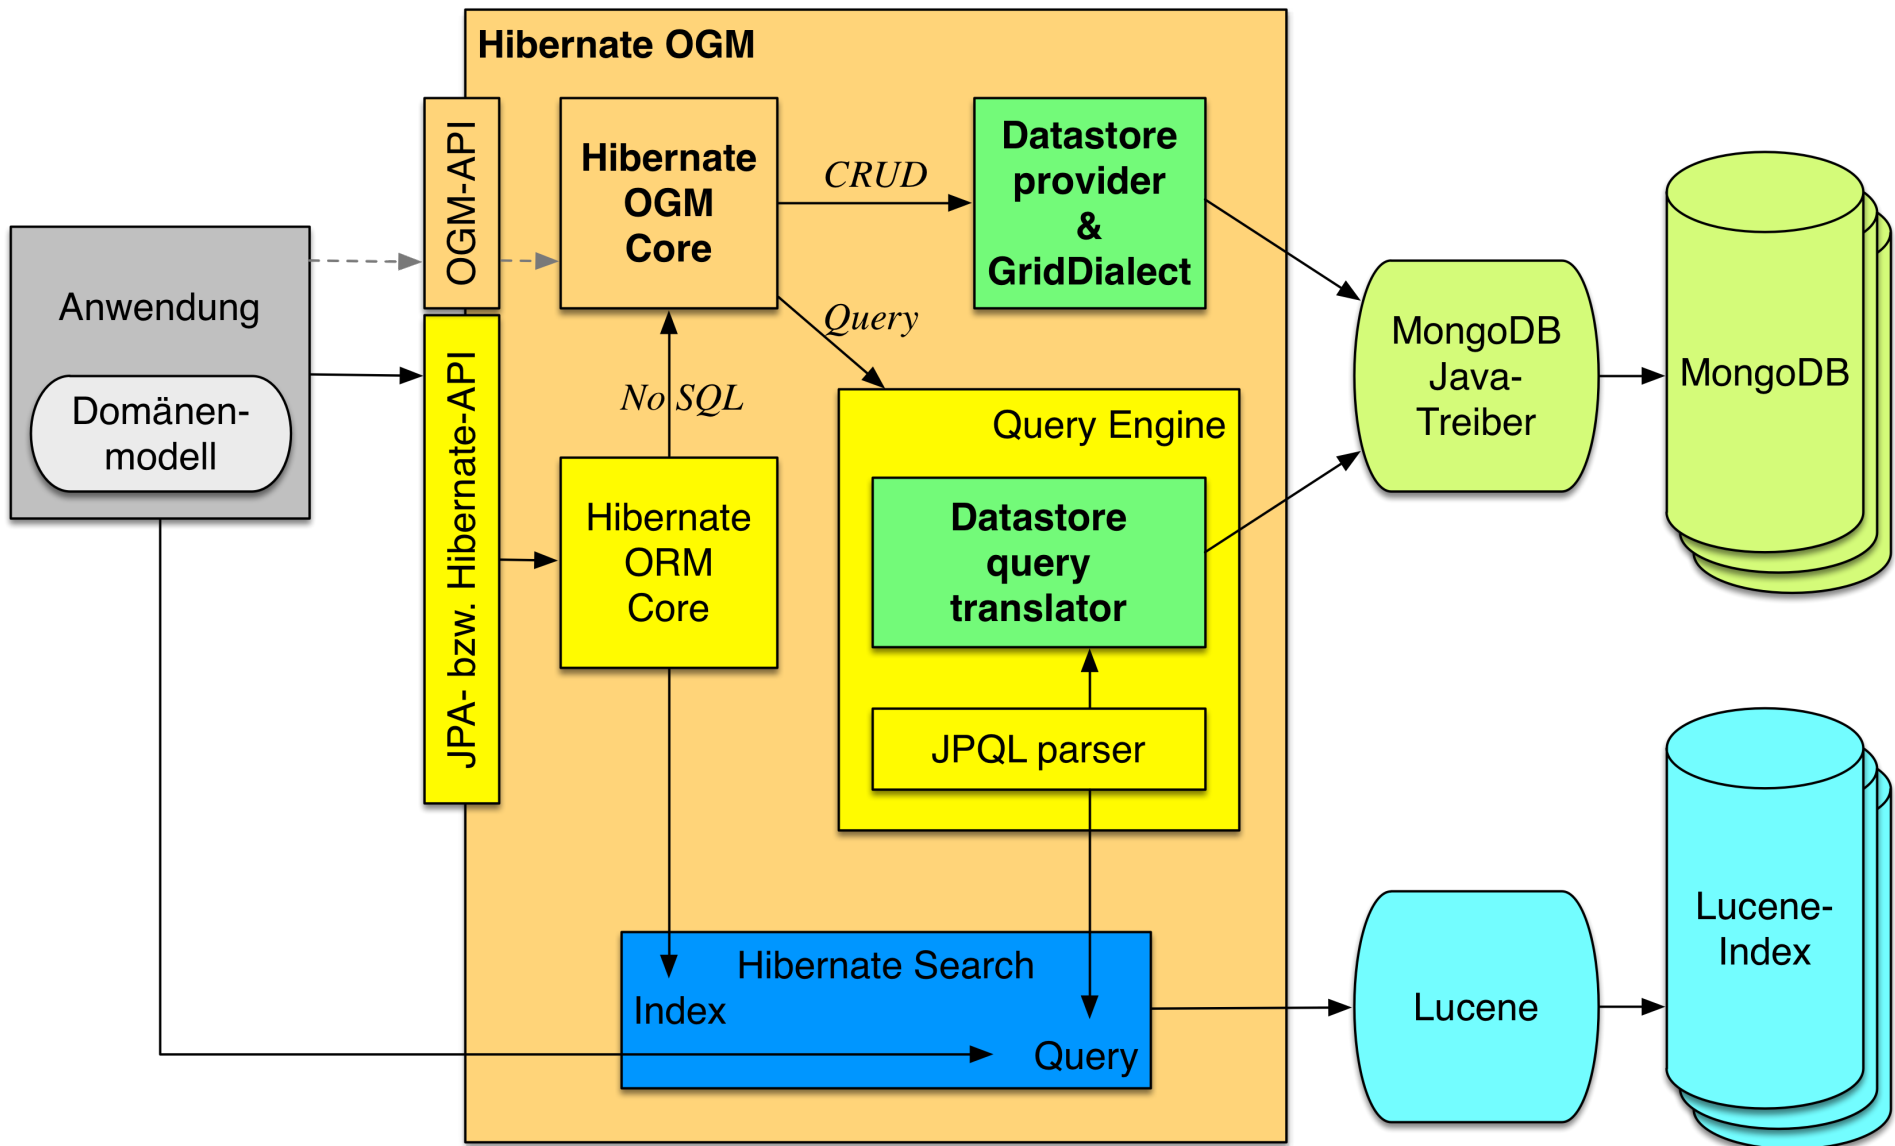 Hibernate OGM
OGM-API
Hibernate
OGM
Core
CRUD
Datastore
provider
&
GridDialect
Anwendung
Domänen-
modell
JPA- bzw. Hibernate-API
No SQL
Query
Query Engine
Hibernate
ORM
Core
Datastore
query
translator
JPQL parser
MongoDB
Java-
Treiber
MongoDB
Hibernate Search
Index
Query
Lucene
Lucene-
Index